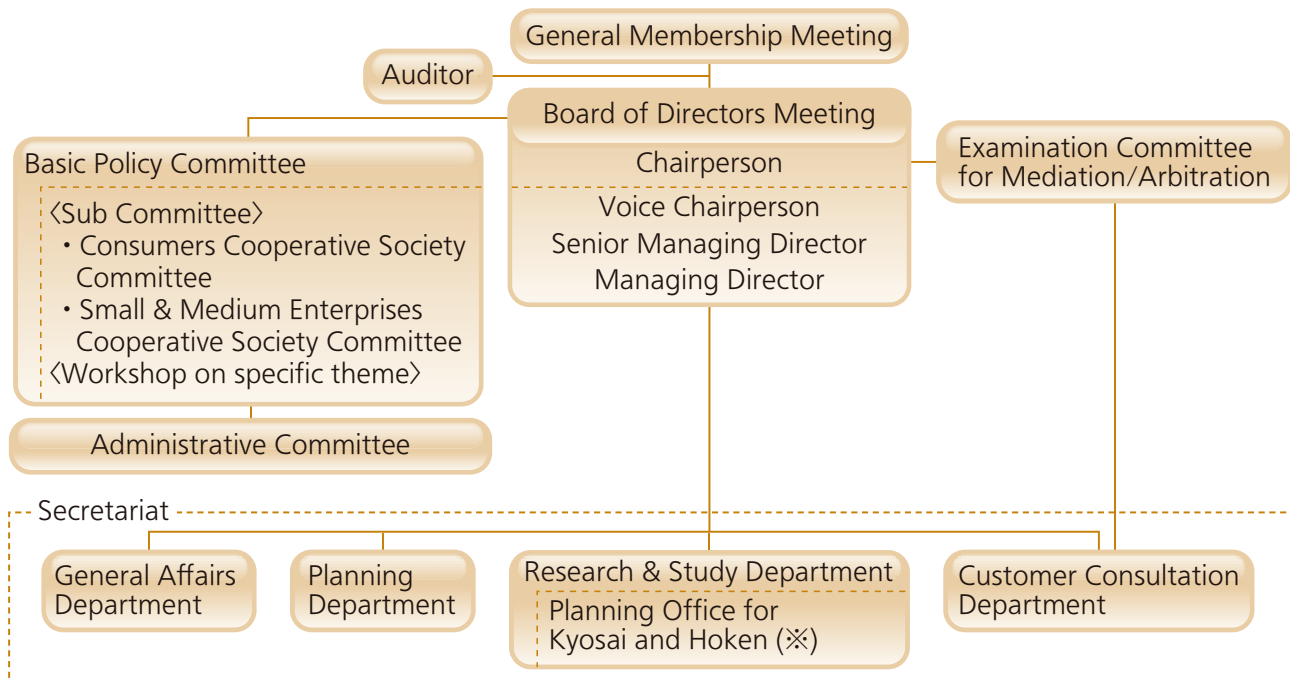 General Membership Meeting
Auditor
Board of Directors Meeting
Chairperson
Voice Chairperson
Senior Managing Director
Managing Director
Basic Policy Committee
〈Sub Committee〉
・Consumers Cooperative Society
Committee
・Small & Medium Enterprises
Cooperative Society Committee
〈Workshop on specific theme〉
Administrative Committee
Examination Committee
for Mediation/Arbitration
Secretariat
General Affairs
Department
Planning
Department
Research & Study Department
Planning Office for
Kyosai and Hoken (※)
Customer Consultation
Department